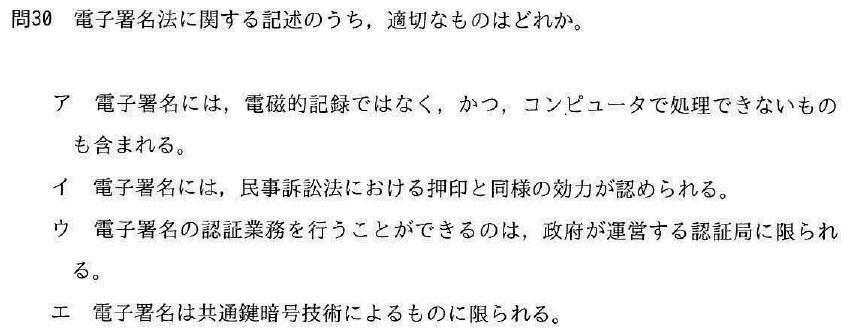 問30　電子署名法に関する記述のうち，適切なものはどれか。
ア　電子署名には，電磁的記録ではなく，かつ，コンピュータで処理できないもの
も含まれる。
イ　電子署名には，民事訴訟法における押印と同様の効力が認められる。
ウ　電子署名の認証業務を行うことができるのは，政府が運営する認証局に限られ
る。
エ　電子署名は共通鍵暗号技術によるものに限られる。